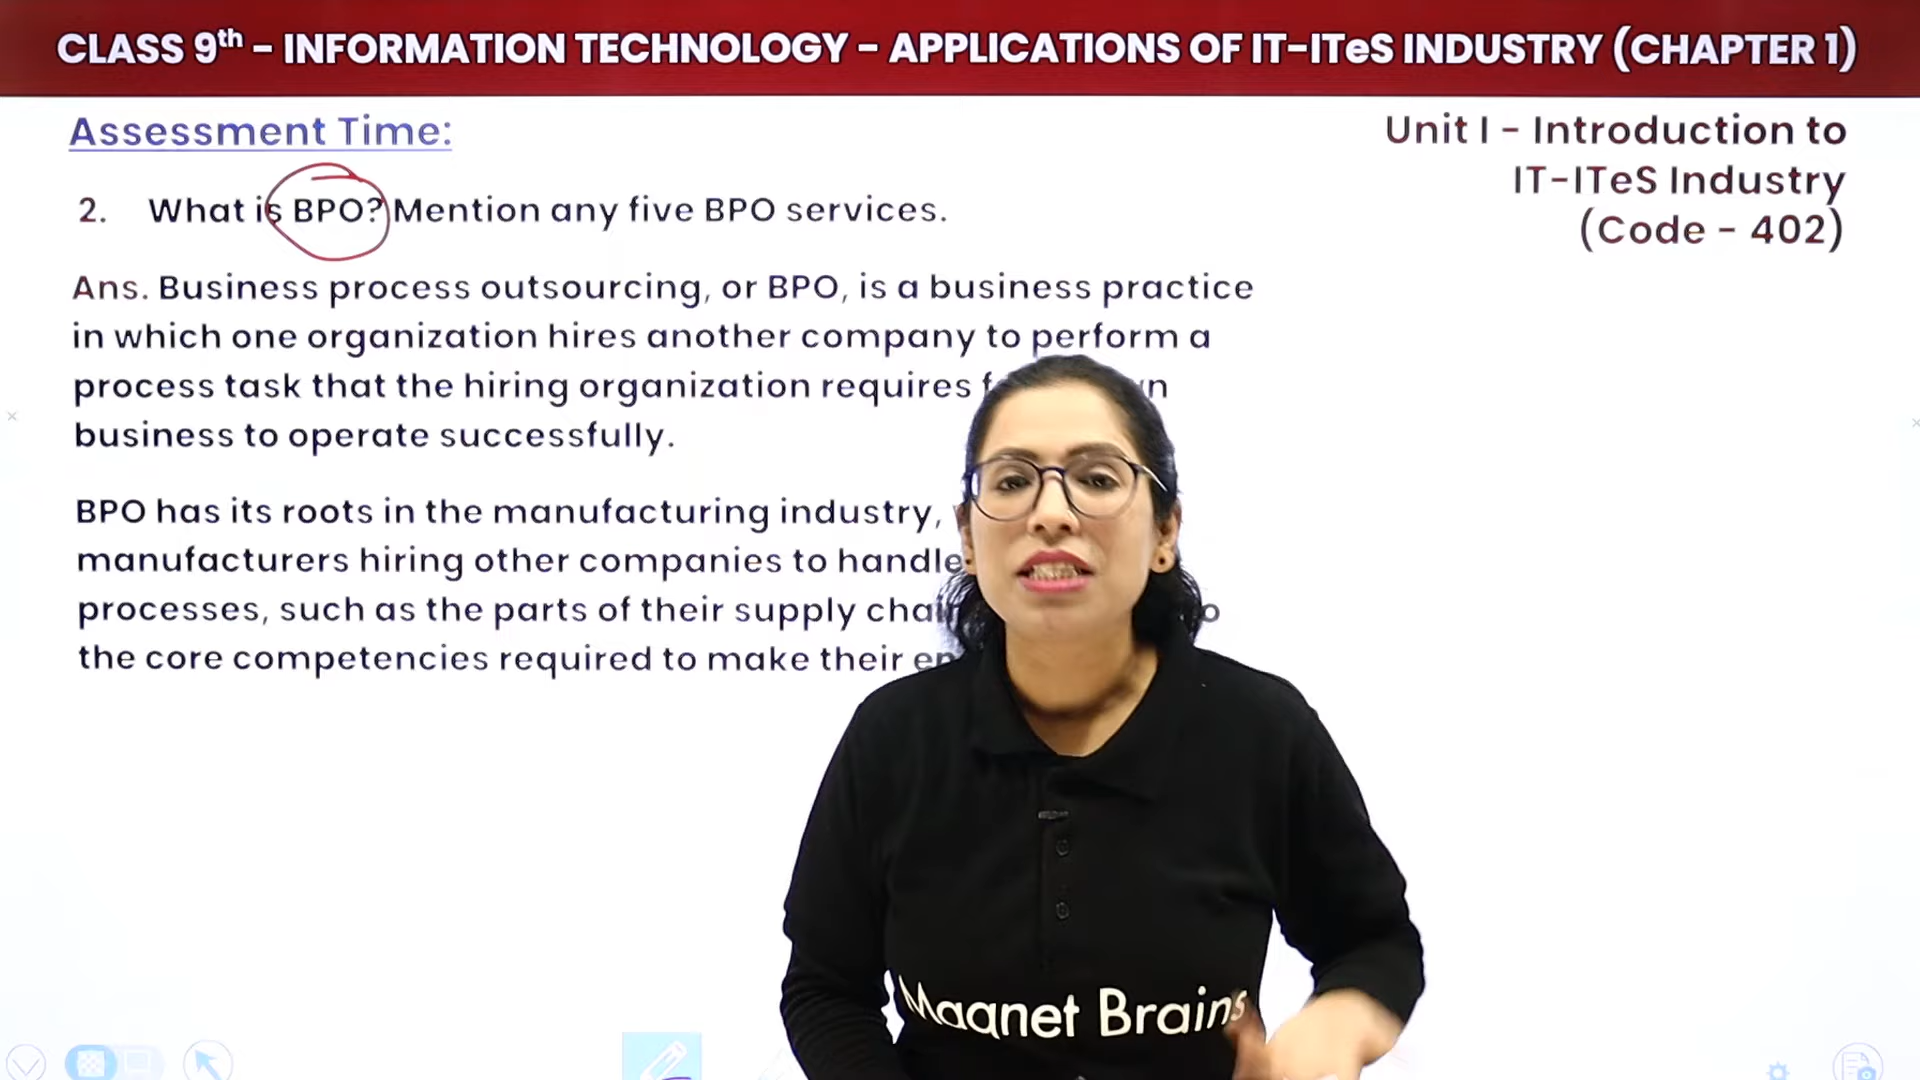 CLASS 9th – INFORMATION TECHNOLOGY – APPLICATIONS OF IT-ITeS INDUSTRY (CHAPTER 1)
Assessment Time:
Unit I - Introduction to
IT-ITeS Industry
(Code - 402)
2. What is BPO? Mention any five BPO services.
Ans. Business process outsourcing, or BPO, is a business practice
in which one organization hires another company to perform a
process task that the hiring organization requires
business to operate successfully.
BPO has its roots in the manufacturing industry,
manufacturers hiring other companies to handle
processes, such as the parts of their supply
the core competencies required to make their
Magnet Brains